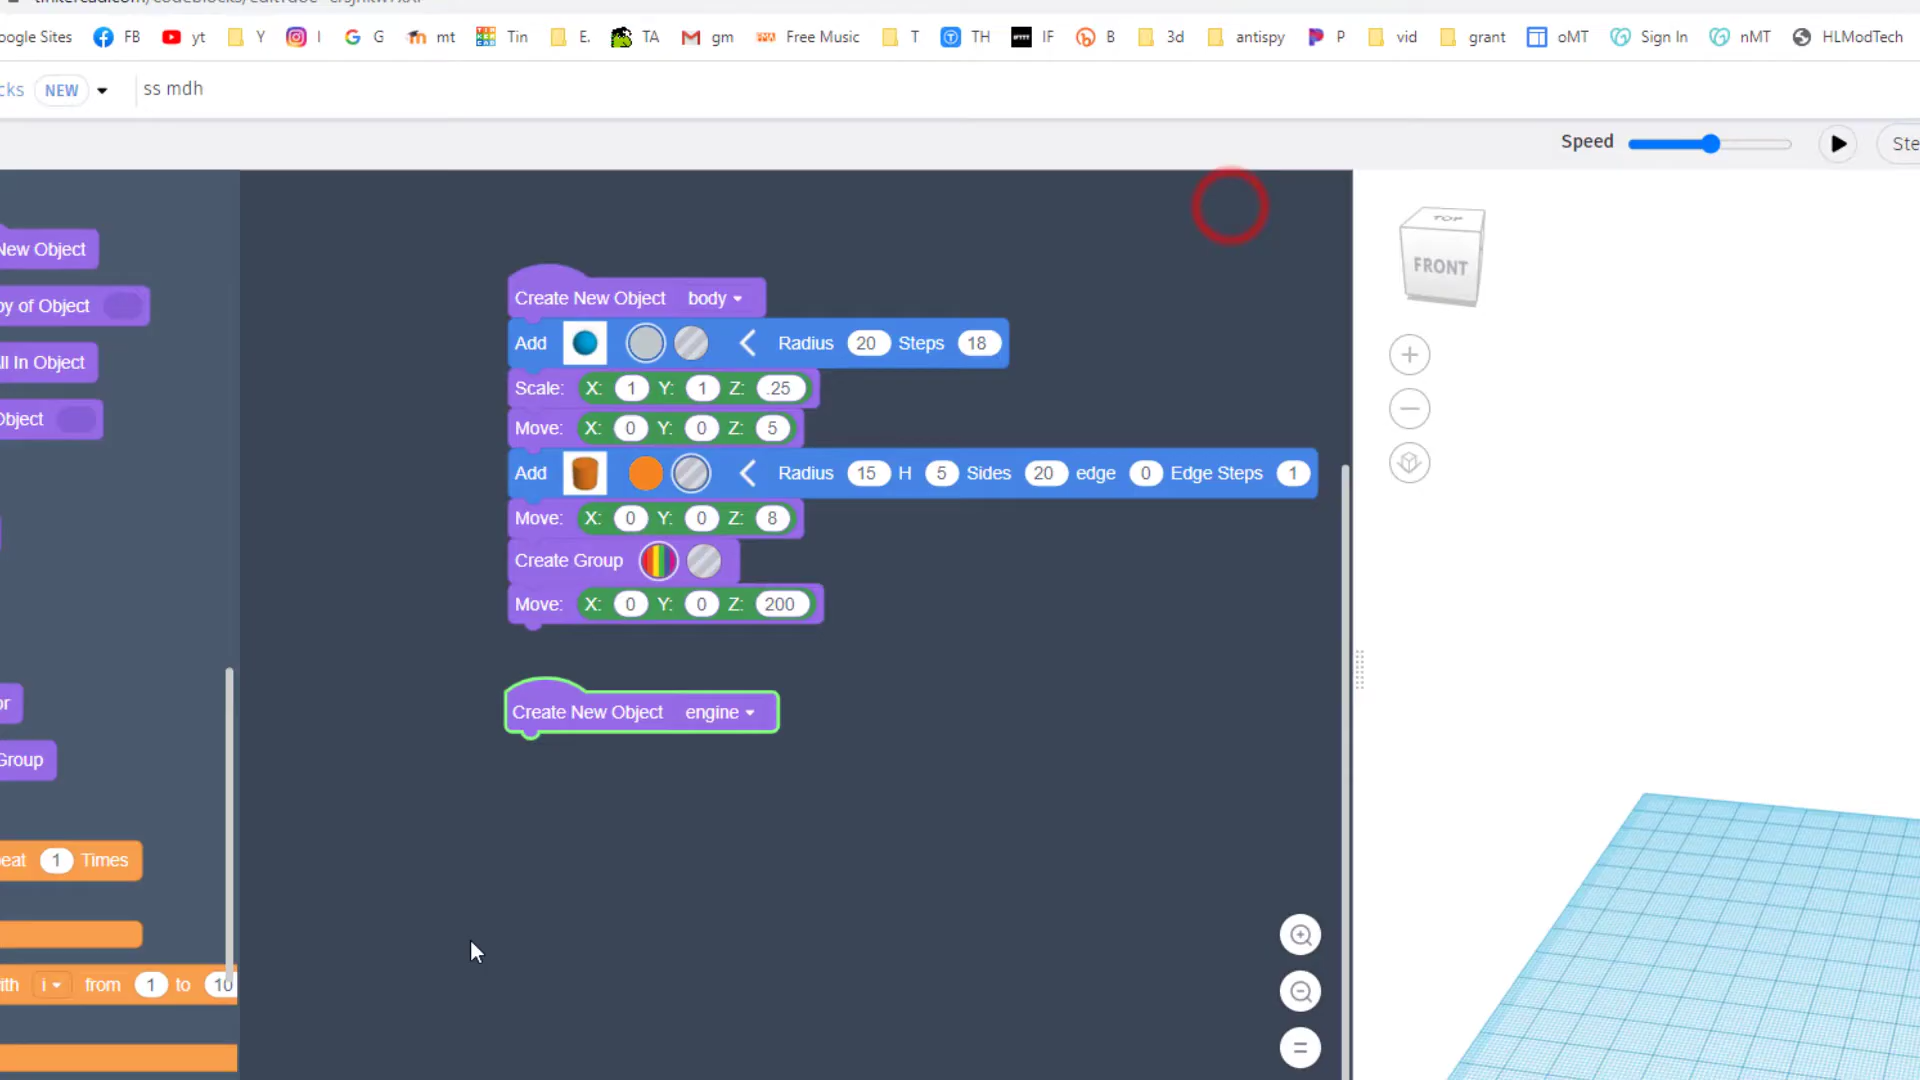 oogle Sites FB yt Y I G mt Tin E. TA gm Free Music T TH IF B 3d antispy P vid grant oMT Sign In nMT HLModTech
cks NEW ss mdh
Speed Ste
New Object
py of Object
ll In Object
Object
or
Group
eat 1 Times
ith i from 1 to 10
Create New Object body
Add Radius 20 Steps 18
Scale: X: 1 Y: 1 Z: .25
Move: X: 0 Y: 0 Z: 5
Add Radius 15 H 5 Sides 20 edge 0 Edge Steps 1
Move: X: 0 Y: 0 Z: 8
Create Group
Move: X: 0 Y: 0 Z: 200
Create New Object engine
TOP
FRONT